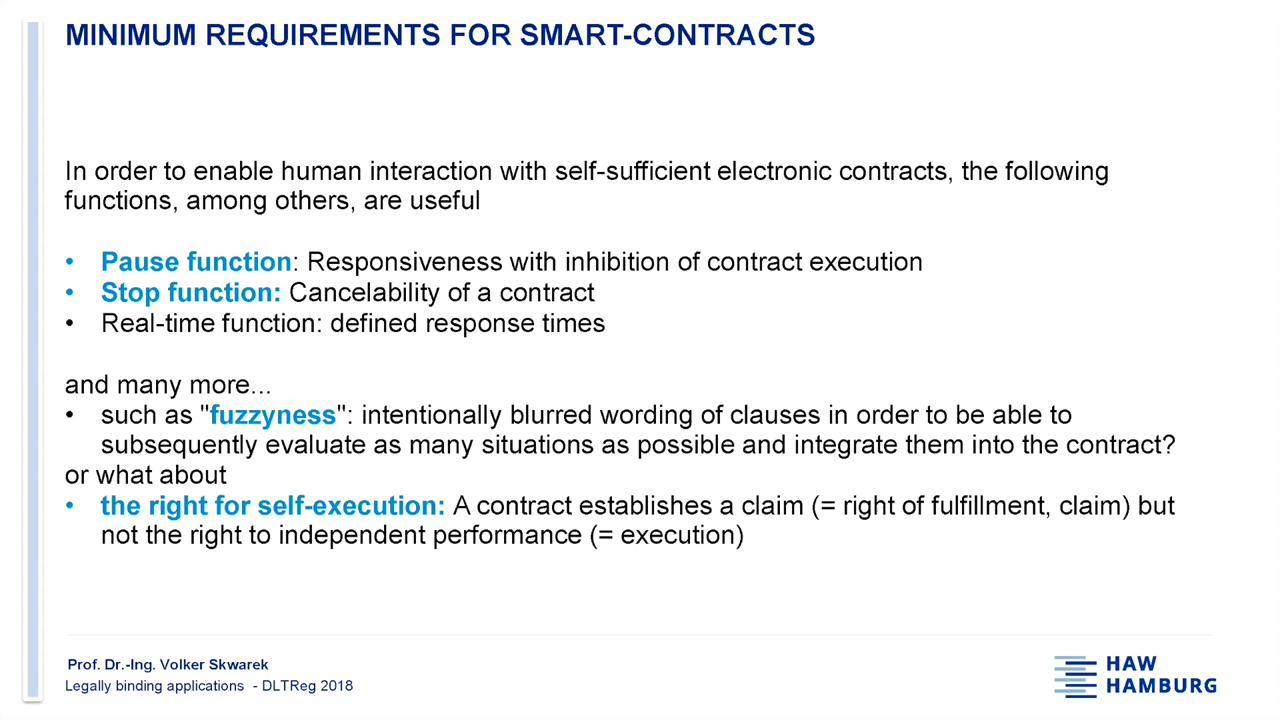 MINIMUM REQUIREMENTS FOR SMART-CONTRACTS
In order to enable human interaction with self-sufficient electronic contracts, the following
functions, among others, are useful
• Pause function: Responsiveness with inhibition of contract execution
• Stop function: Cancelability of a contract
• Real-time function: defined response times
and many more...
• such as "fuzzyness": intentionally blurred wording of clauses in order to be able to
subsequently evaluate as many situations as possible and integrate them into the contract?
or what about
• the right for self-execution: A contract establishes a claim (= right of fulfillment, claim) but
not the right to independent performance (= execution)
Prof. Dr.-Ing. Volker Skwarek
Legally binding applications - DLTReg 2018
HAW
HAMBURG